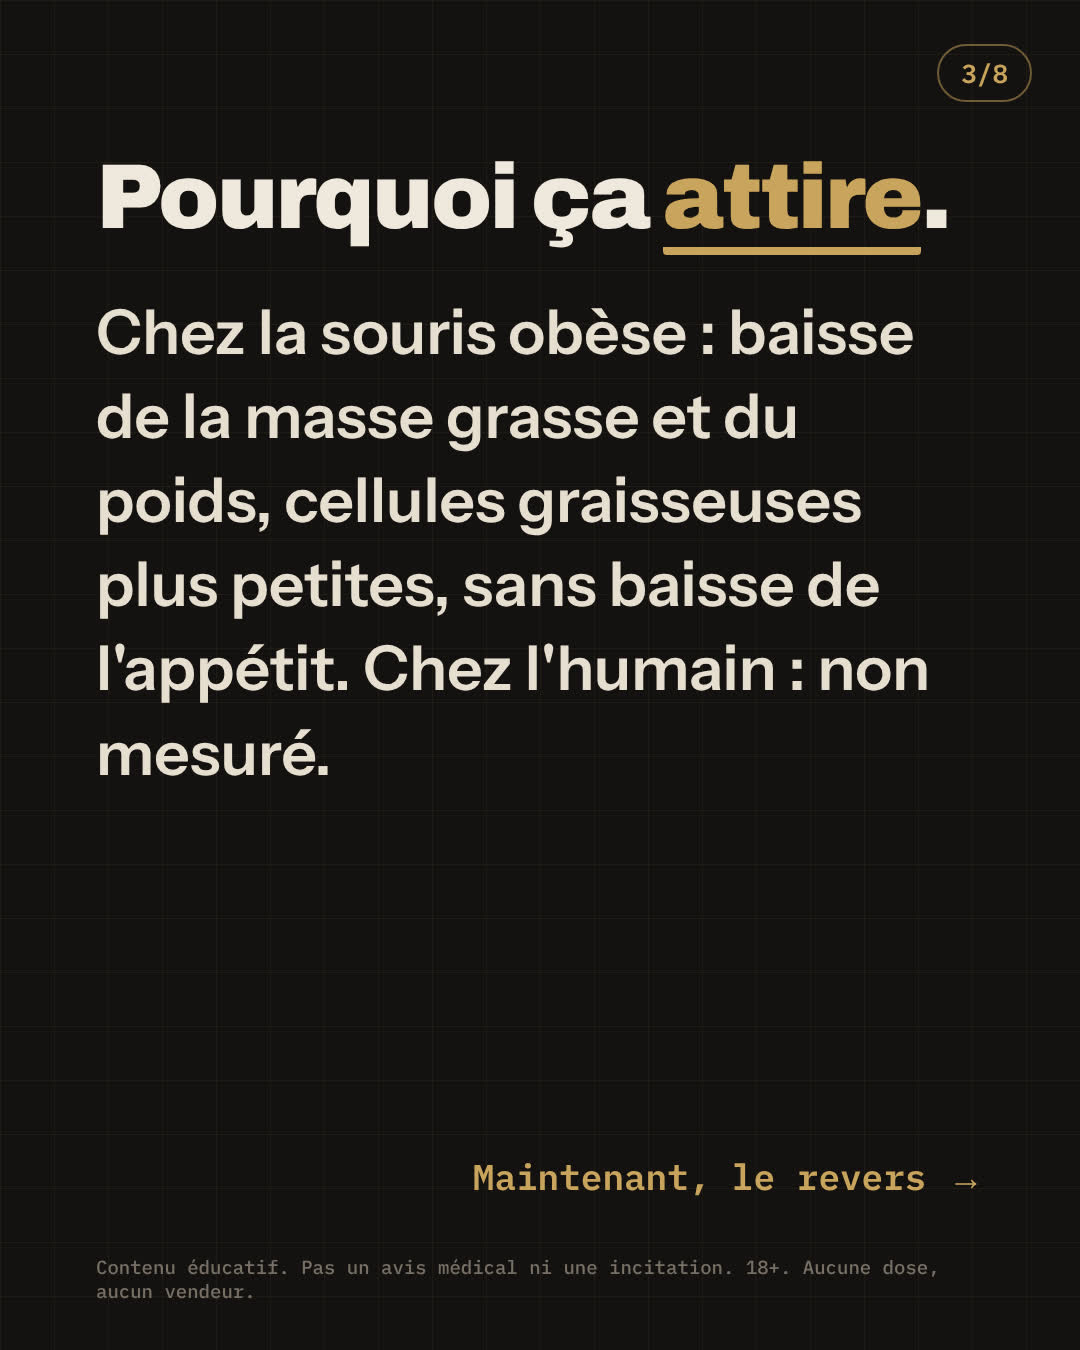 3/8
Pourquoi ça attire.
Chez la souris obèse : baisse
de la masse grasse et du
poids, cellules graisseuses
plus petites, sans baisse de
l'appétit. Chez l'humain : non
mesuré.
Maintenant, le revers →
Contenu éducatif. Pas un avis médical ni une incitation. 18+. Aucune dose,
aucun vendeur.